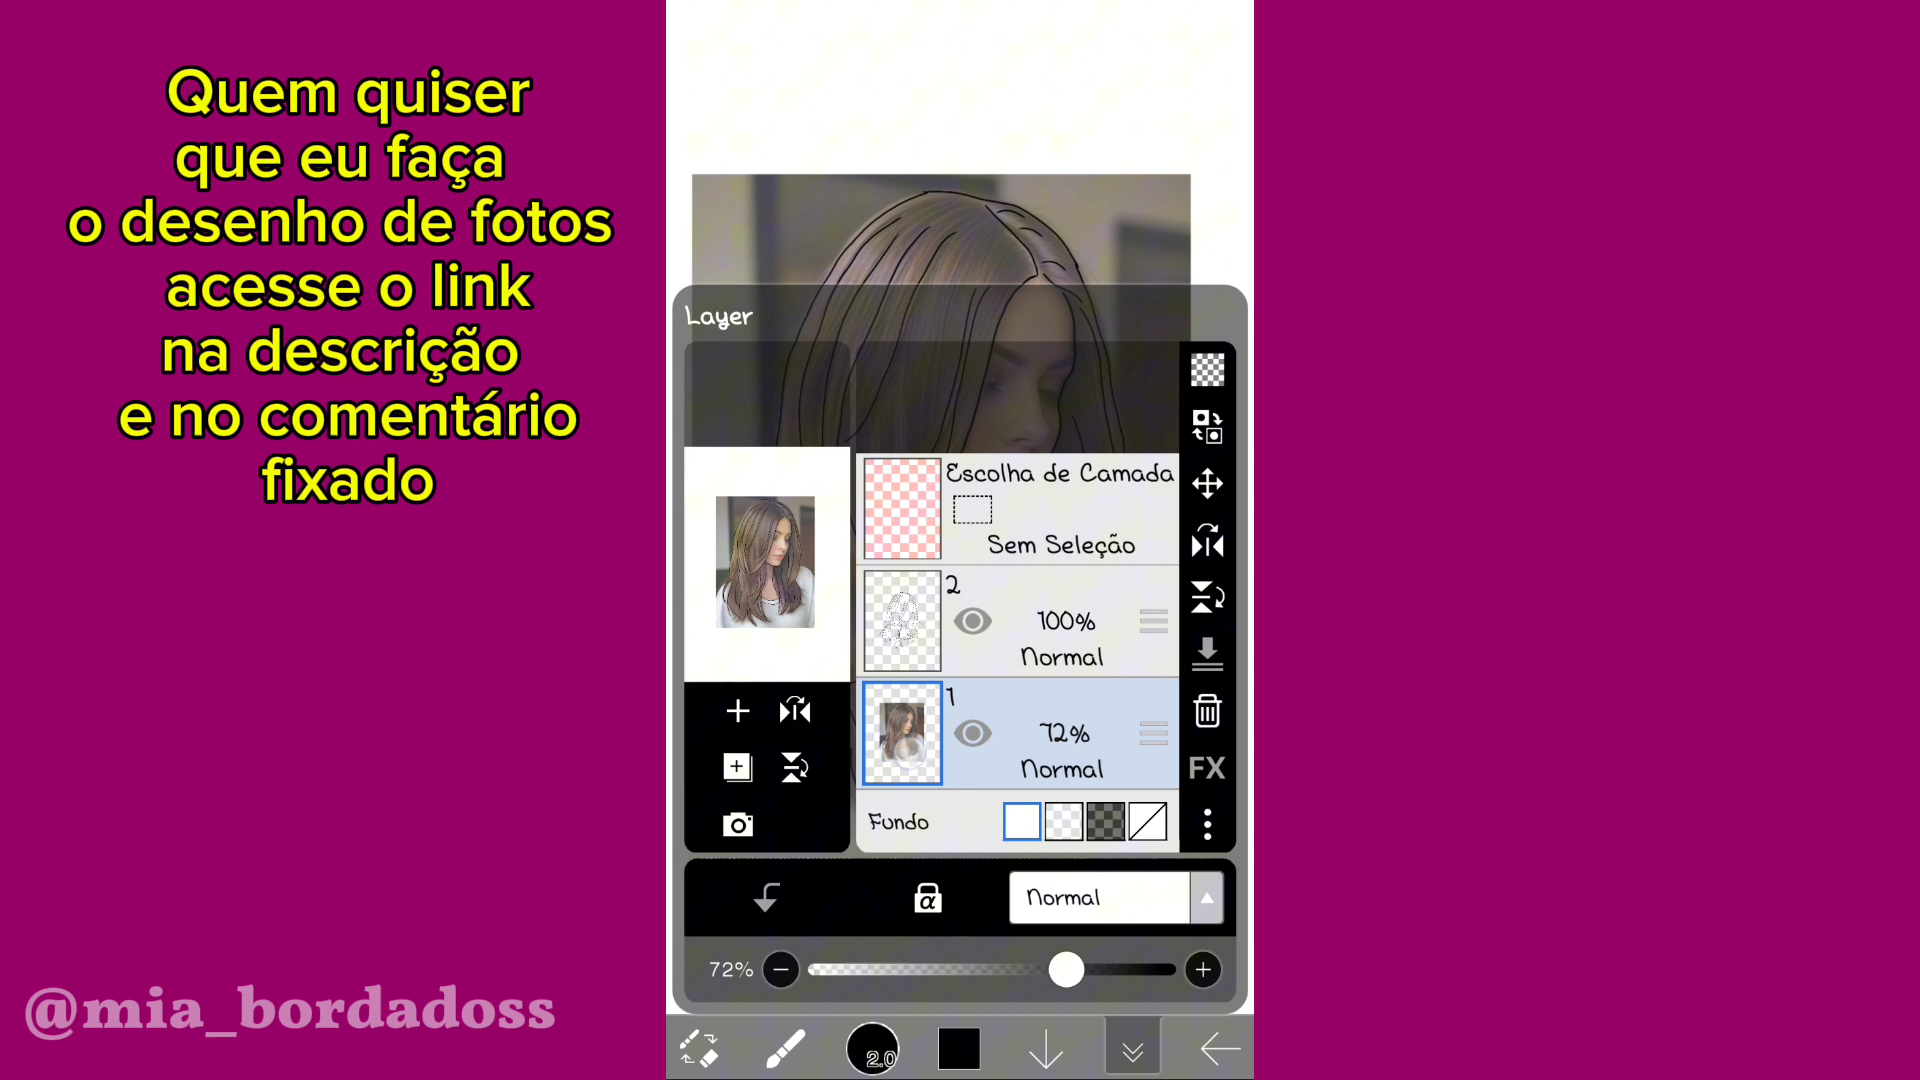 Quem quiser
que eu faça
o desenho de fotos
acesse o link
na descrição
e no comentário
fixado
@mia_bordadoss
Layer
Escolha de Camada
Sem Seleção
2
100%
Normal
1
72%
Normal
FX
Fundo
α
Normal
72%
2.0